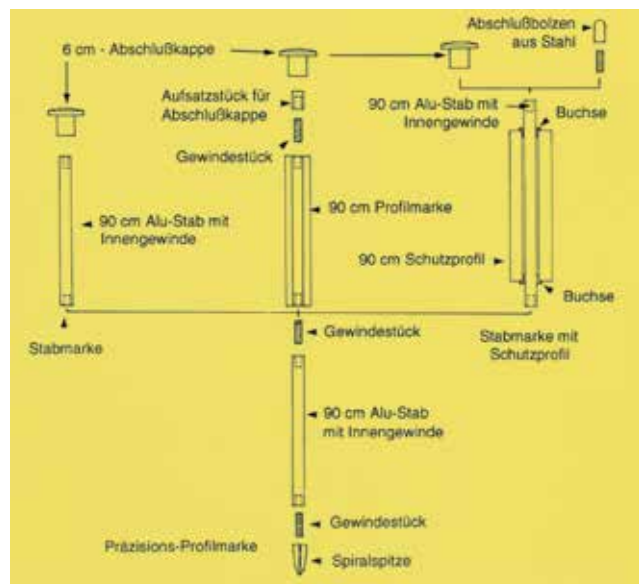 6 cm - Abschlußkappe
Abschlußbolzen
aus Stahl
Aufsatzstück für
Abschlußkappe
90 cm Alu-Stab mit
Innengewinde
Buchse
Gewindestück
90 cm Alu-Stab mit
Innengewinde
90 cm Profilmarke
90 cm Schutzprofil
Buchse
Stabmarke
Gewindestück
Stabmarke mit
Schutzprofil
90 cm Alu-Stab
mit Innengewinde
Gewindestück
Präzisions-Profilmarke
Spiralspitze